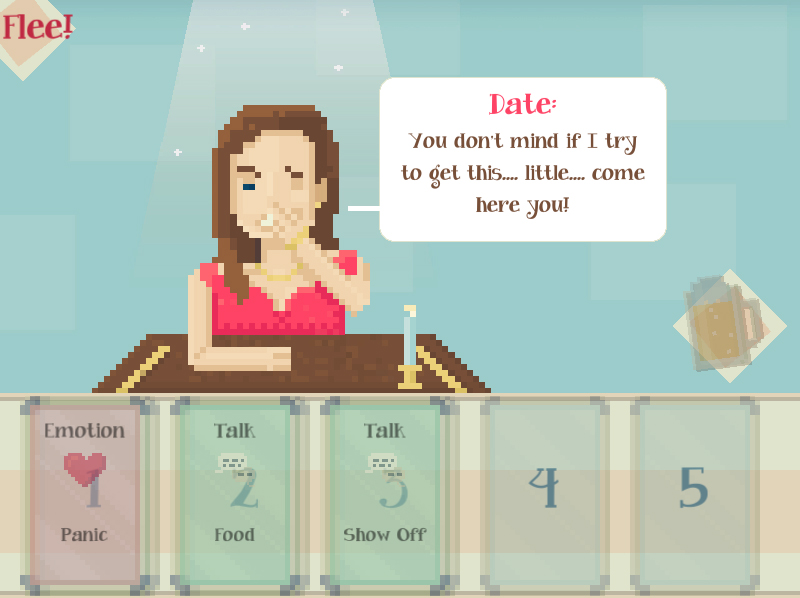 Flee!
Date:
You don't mind if I try
to get this.... little.... come
here you!
Emotion
1
Panic
Talk
2
Food
Talk
3
Show Off
4
5